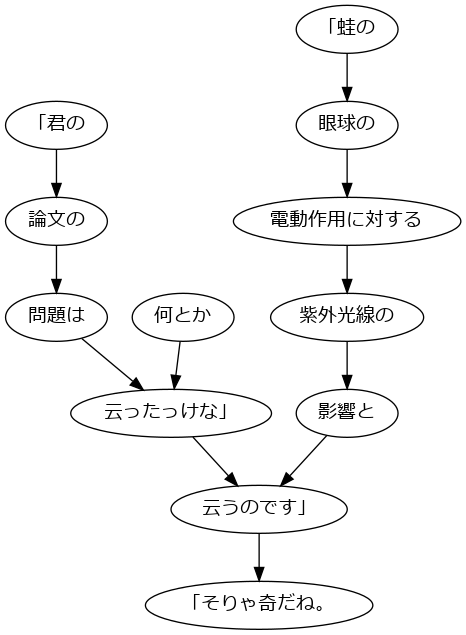 「蛙の
「君の
眼球の
論文の
電動作用に対する
問題は
何とか
紫外光線の
云ったっけな」
影響と
云うのです」
「そりゃ奇だね。